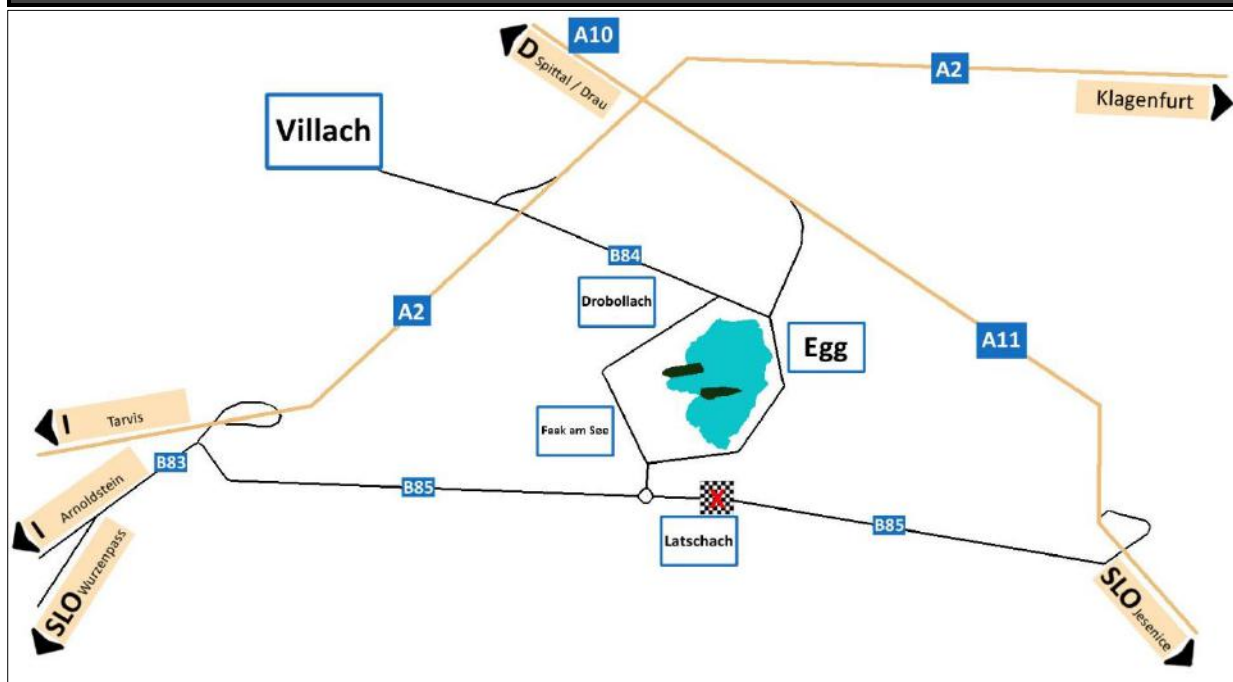 A10
D Spittal / Drau
A2
Klagenfurt
Villach
B84
Drobollach
A2
Egg
A11
I Tarvis
Faak am See
B83
B85
X
I Arnoldstein
Latschach
B85
SLO Wurzenpass
SLO Jesenice